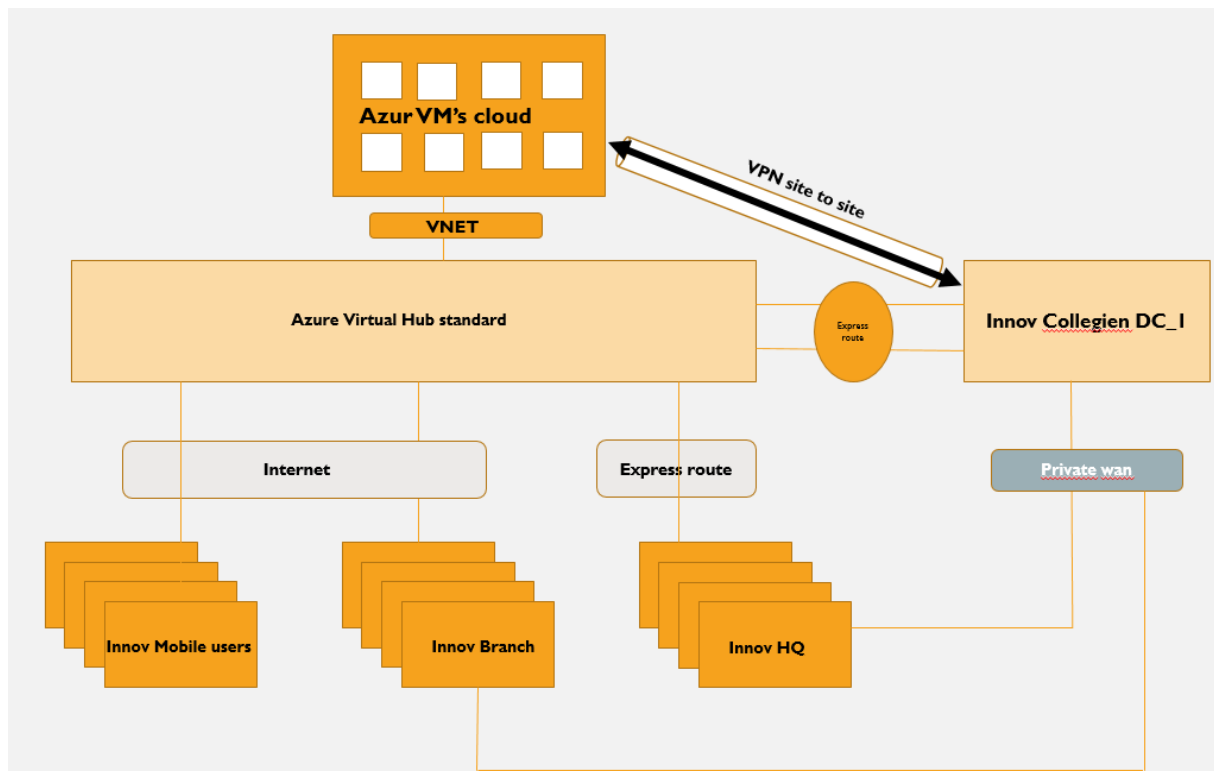 Azur VM's cloud
VPN site to site
VNET
Azure Virtual Hub standard
Express
route
Innov Collegien DC_1
Internet
Express route
Private wan
Innov Mobile users
Innov Branch
Innov HQ